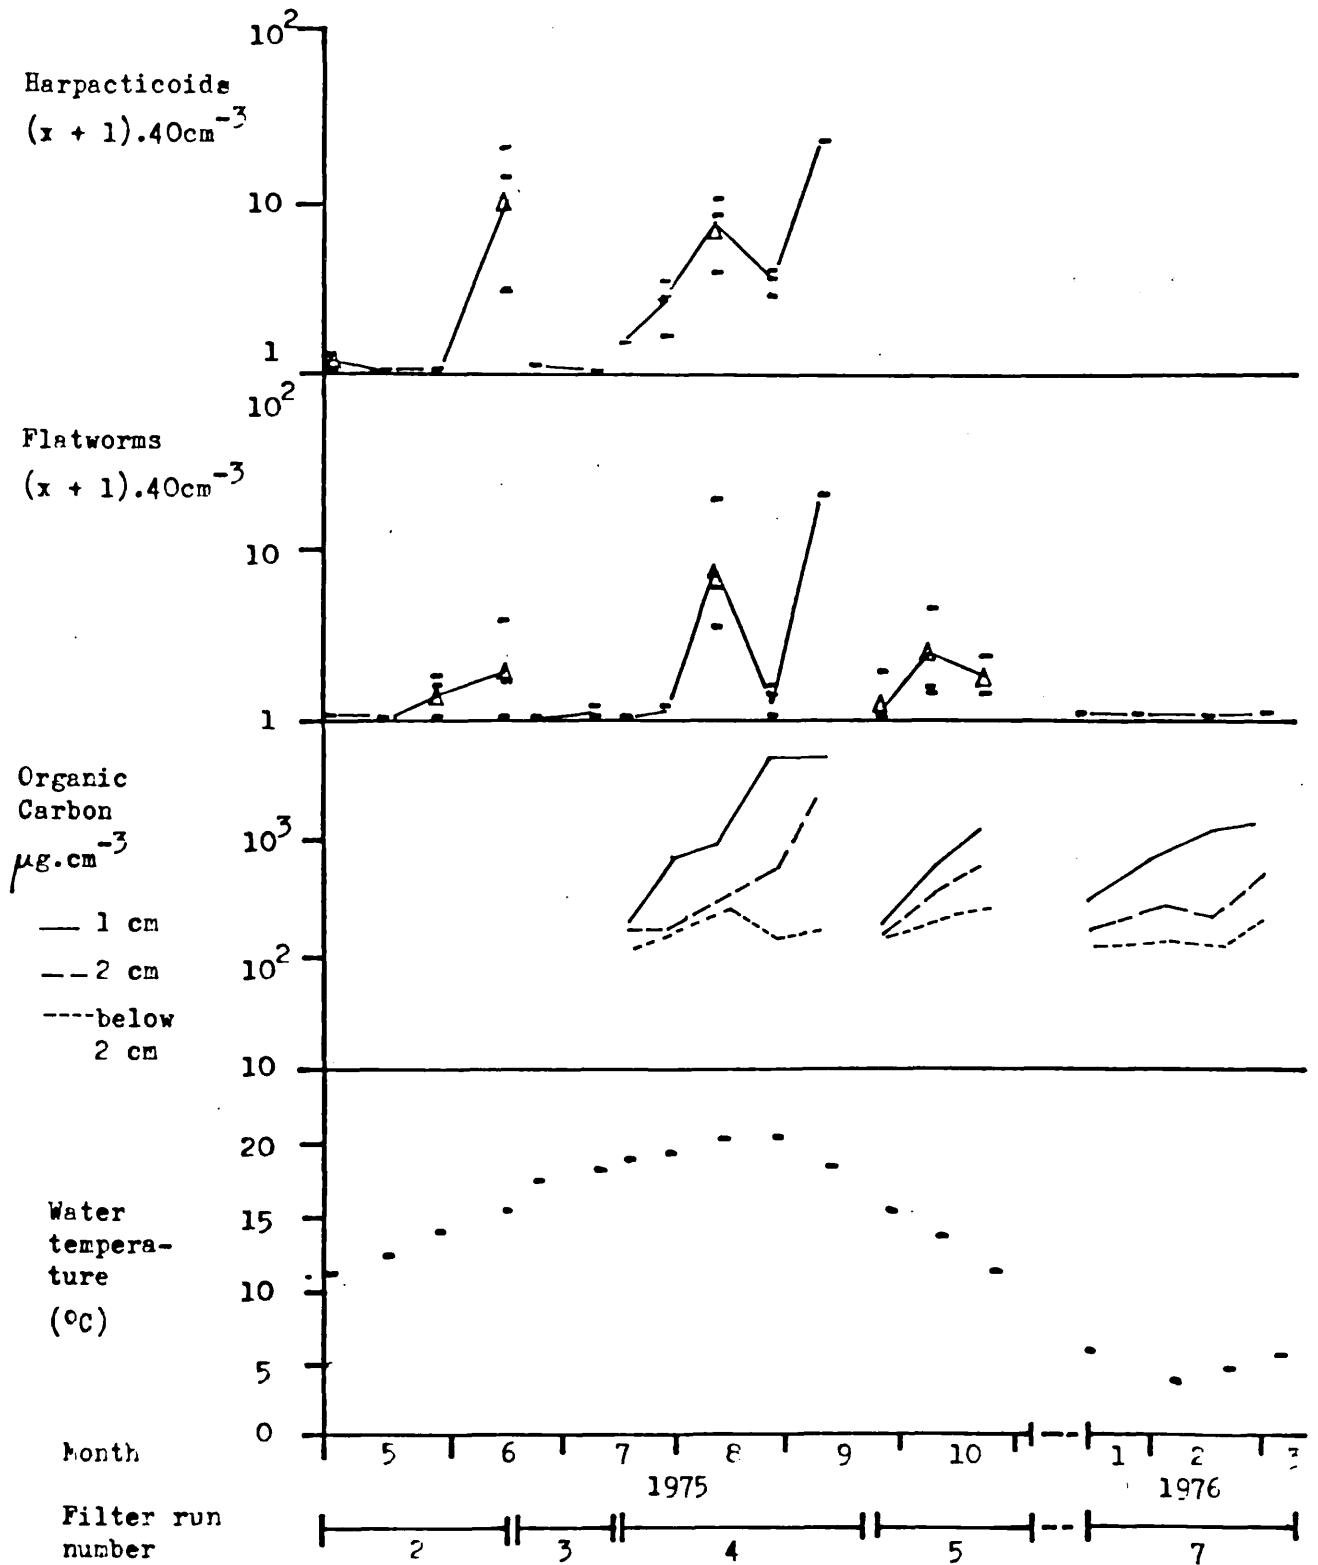 10²
Harpacticoids
(x + 1).40cm⁻³
10
1
10²
Flatworms
(x + 1).40cm⁻³
10
1
Organic
Carbon
µg.cm⁻³
10³
1 cm
2 cm
10²
below
2 cm
10
20
Water
tempera-
ture
(°C)
15
10
5
0
Month 5 6 7 8 9 10 1 2 3
1975 1976
Filter run
number 2 3 4 5 7